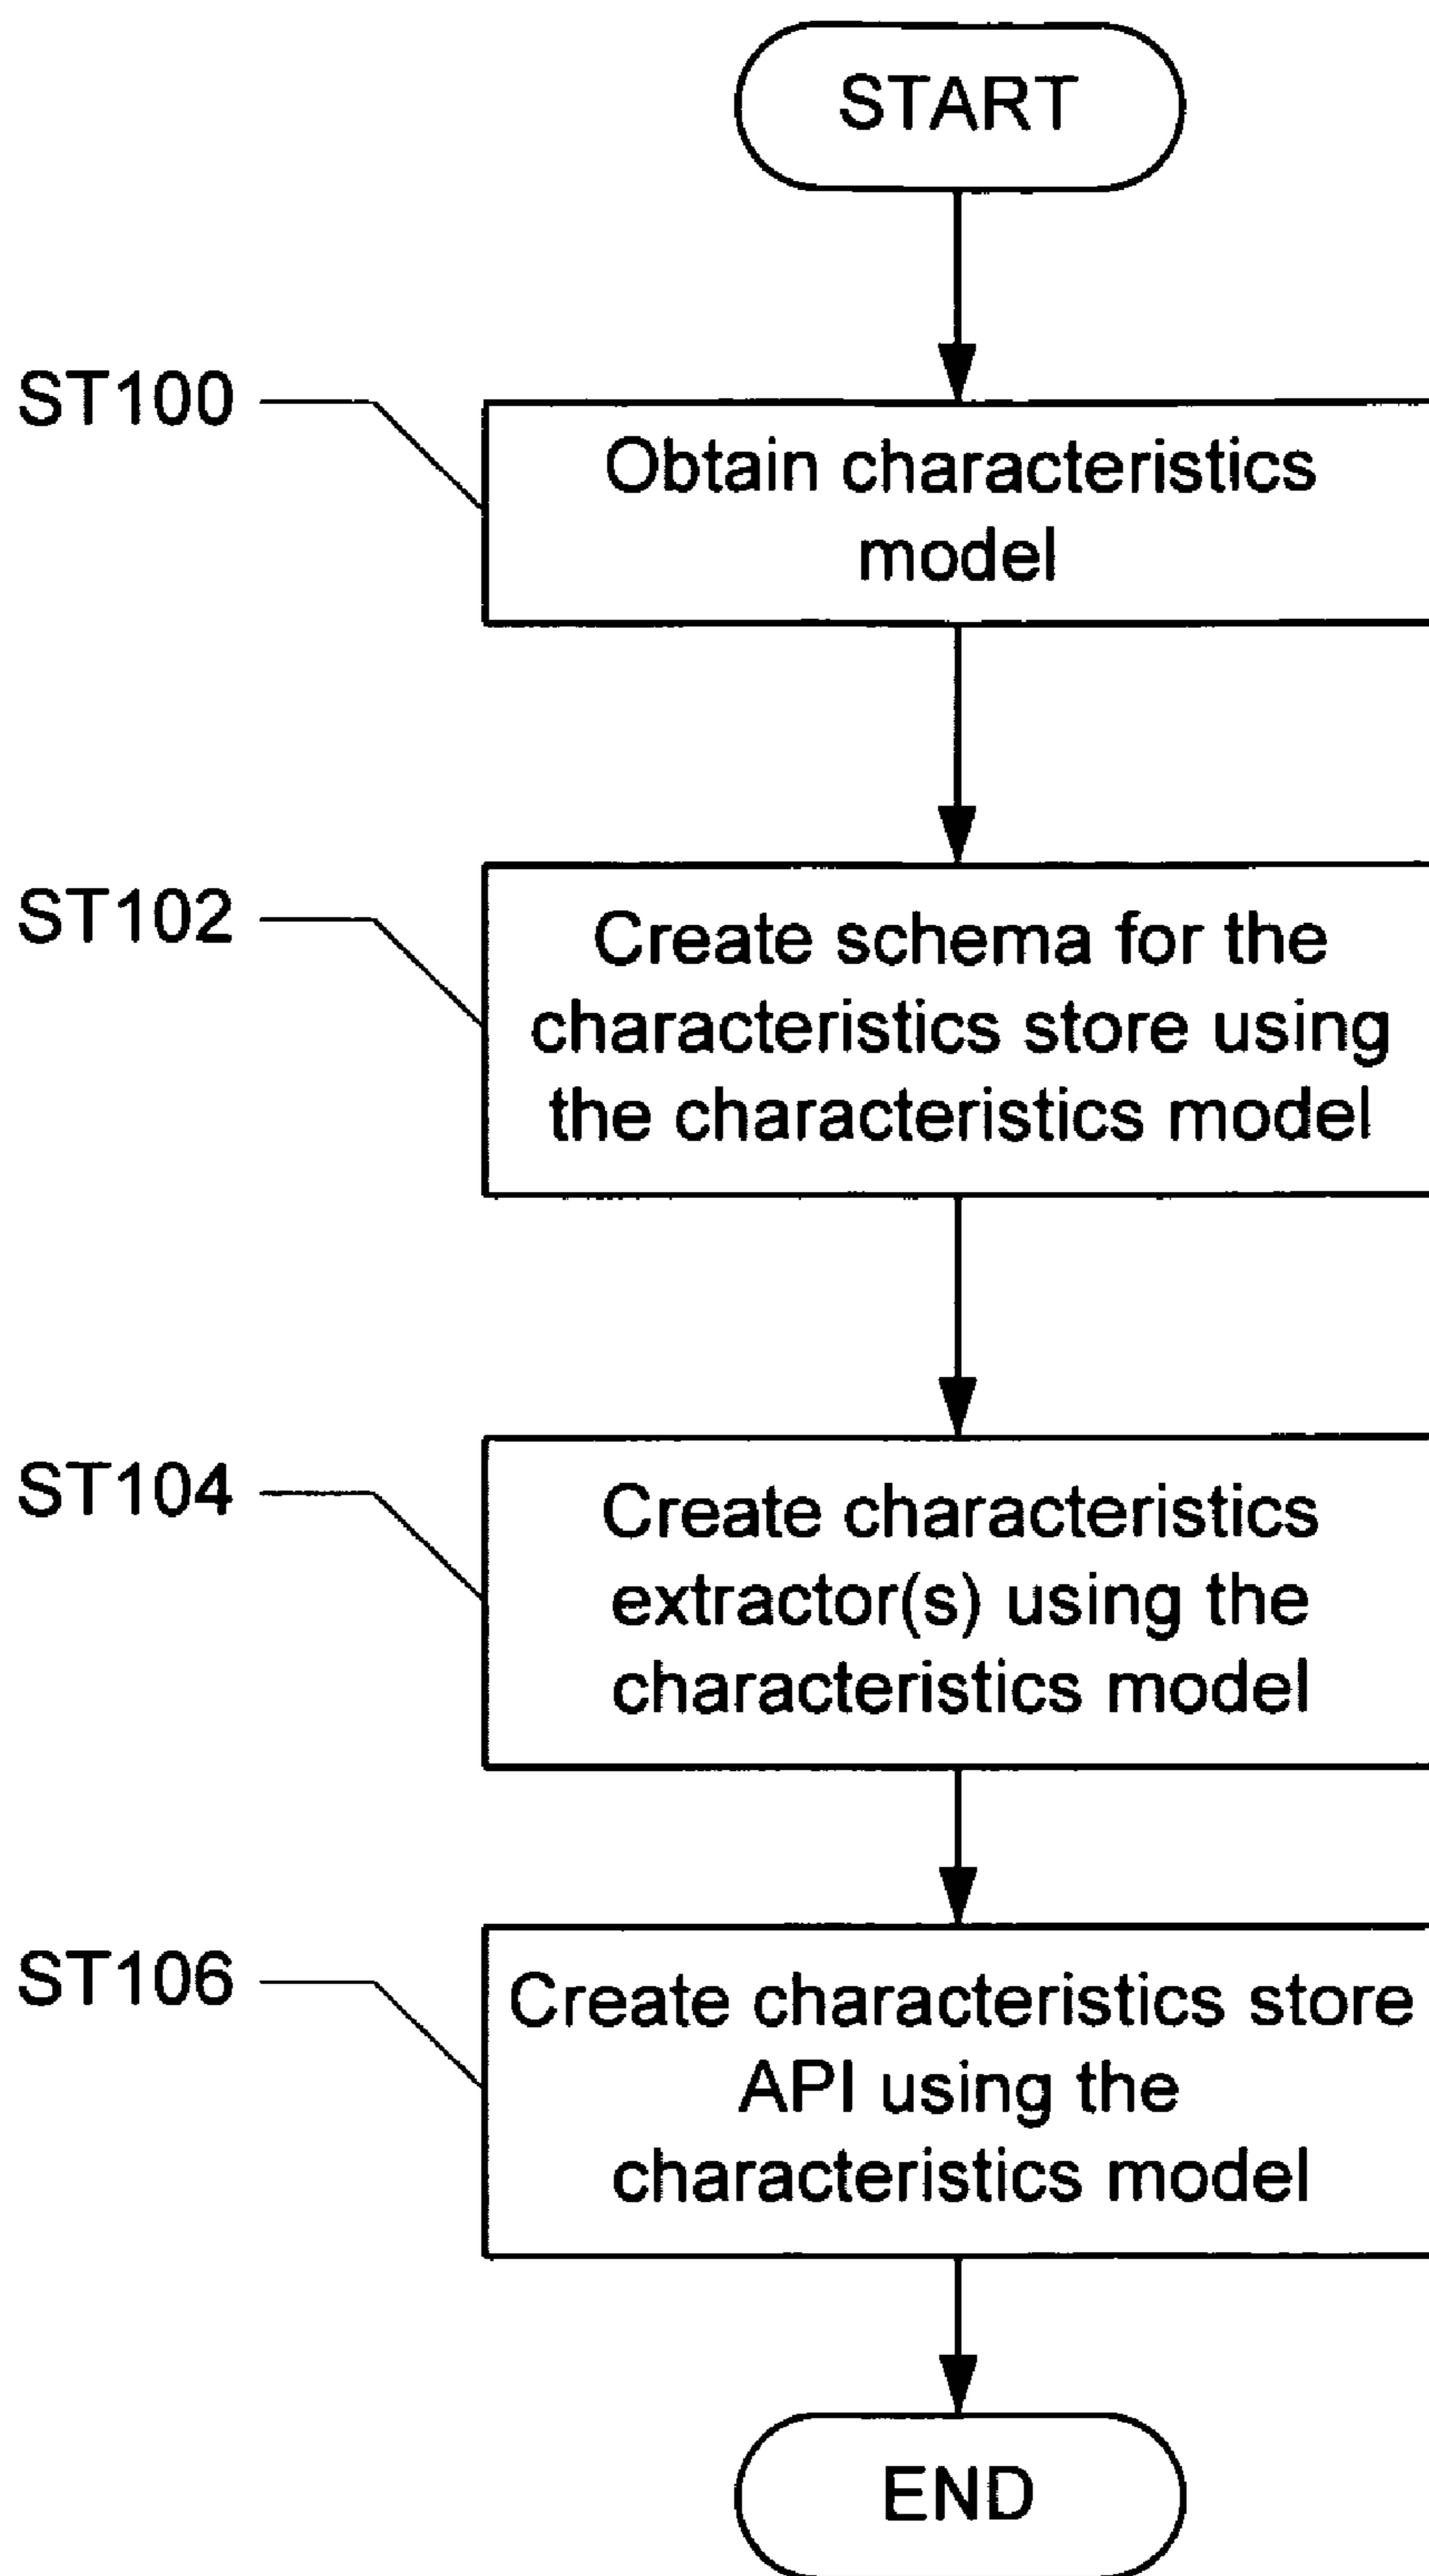 START
ST100
Obtain characteristics
model
ST102
Create schema for the
characteristics store using
the characteristics model
ST104
Create characteristics
extractor(s) using the
characteristics model
ST106
Create characteristics store
API using the
characteristics model
END